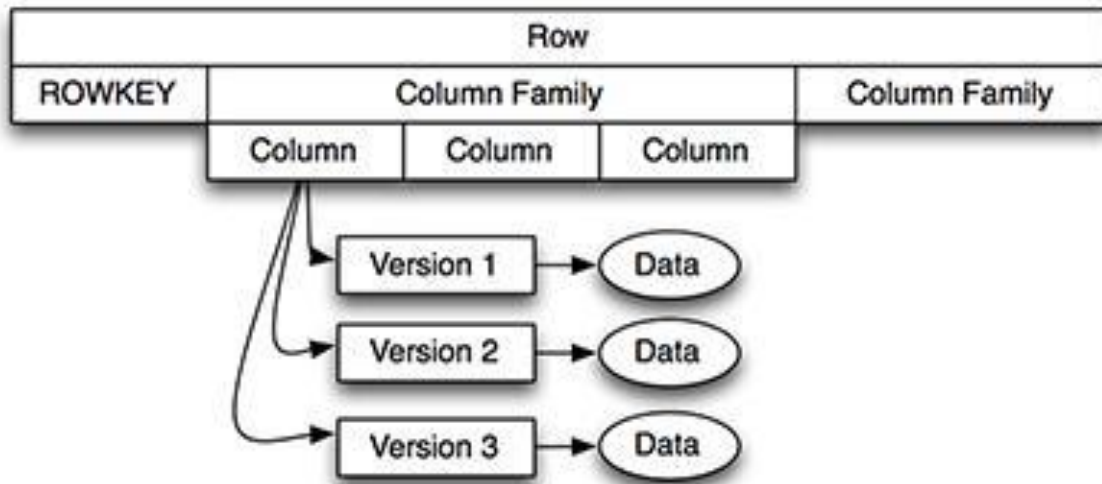 Row
ROWKEY Column Family Column Family
Column Column Column
Version 1 Data
Version 2 Data
Version 3 Data